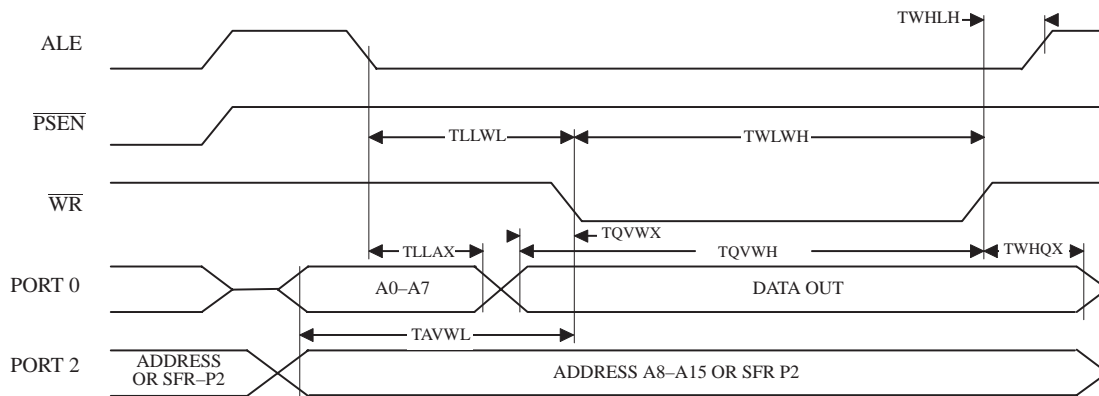 TWHLH
ALE
PSEN
TLLWL
TWLWH
WR
TQVWX
TLLAX
TQVWH
TWHQX
PORT 0
A0–A7
DATA OUT
TAVWL
PORT 2
ADDRESS
OR SFR–P2
ADDRESS A8–A15 OR SFR P2